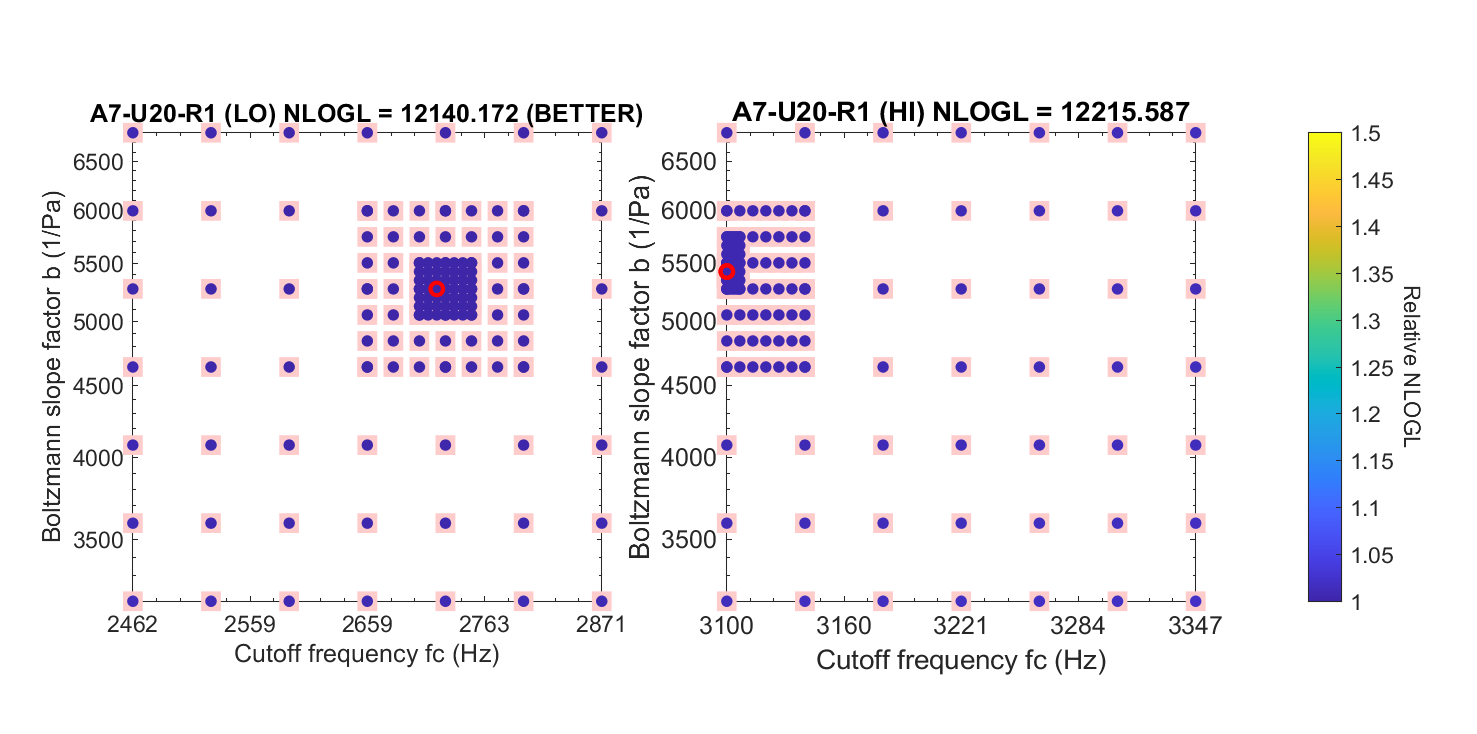 A7-U20-R1 (LO) NLOGL = 12140.172 (BETTER)
6500
6000
5500
5000
4500
4000
3500
2462 2559 2659 2763 2871
Cutoff frequency fc (Hz)
Boltzmann slope factor b (1/Pa)
A7-U20-R1 (HI) NLOGL = 12215.587
6500
6000
5500
5000
4500
4000
3500
3100 3160 3221 3284 3347
Cutoff frequency fc (Hz)
Boltzmann slope factor b (1/Pa)
1.5
1.45
1.4
1.35
1.3
1.25
1.2
1.15
1.1
1.05
1
Relative NLOGL